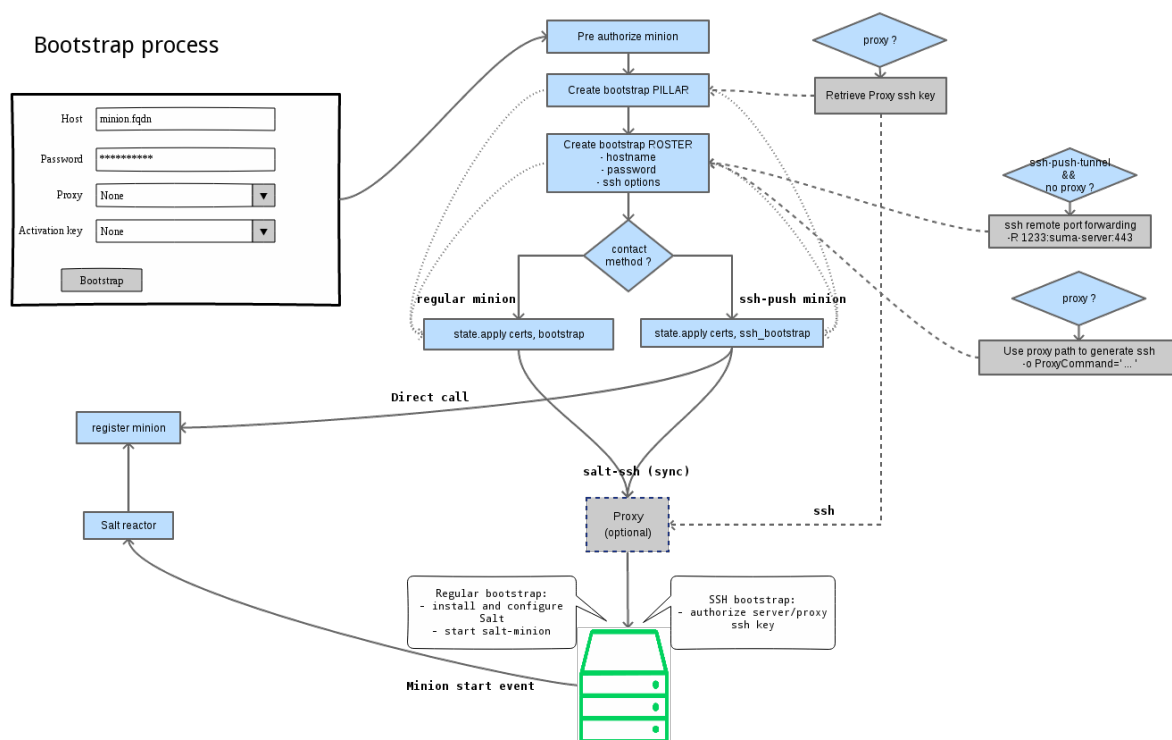 Bootstrap process
Host
minion.fqdn
Password
**********
Proxy
None
Activation key
None
Bootstrap
Pre authorize minion
Create bootstrap PILLAR
Create bootstrap ROSTER
- hostname
- password
- ssh options
contact
method ?
regular minion
ssh-push minion
state.apply certs, bootstrap
state.apply certs, ssh_bootstrap
proxy ?
Retrieve Proxy ssh key
ssh-push-tunnel
&&
no proxy ?
ssh remote port forwarding
-R 1233:suma-server:443
proxy ?
Use proxy path to generate ssh
-o ProxyCommand=' ... '
Direct call
register minion
salt-ssh (sync)
Salt reactor
Proxy
(optional)
ssh
Regular bootstrap:
- install and configure
Salt
- start salt-minion
SSH bootstrap:
- authorize server/proxy
ssh key
Minion start event